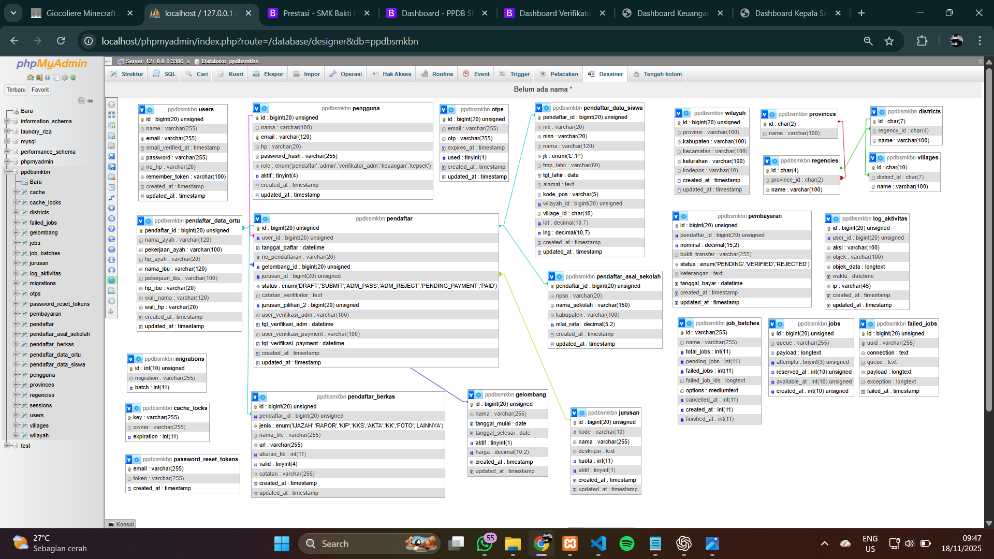 Giocoliere Minecraft
localhost / 127.0.0.1
Prestasi - SMK Bakti
Dashboard - PPDB S
Dashboard Verifikato
Dashboard Keuangan
Dashboard Kepala Se
localhost/phpmyadmin/index.php?route=/database/designer&db=ppdbsmkbn
phpMyAdmin
Terbaru
Favorit
Baru
information_schema
laundry_riza
mysql
performance_schema
phpmyadmin
ppdbsmkbn
Baru
cache
cache_locks
districts
failed_jobs
gelombang
jobs
job_batches
jurusan
log_aktivitas
migrations
otps
password_reset_tokens
pembayaran
pendaftar
pendaftar_asal_sekolah
pendaftar_berkas
pendaftar_data_ortu
pendaftar_data_siswa
pengguna
provinces
regencies
sessions
users
villages
wilayah
test
Server: 127.0.0.1:3306 » Database: ppdbsmkbn
Struktur
SQL
Cari
Kueri
Ekspor
Impor
Operasi
Hak Akses
Routine
Event
Trigger
Pelacakan
Desainer
Tengah kolom
Belum ada nama *
ppdbsmkbn users
id : bigint(20) unsigned
name : varchar(255)
email : varchar(255)
email_verified_at : timestamp
password : varchar(255)
no_hp : varchar(20)
remember_token : varchar(100)
created_at : timestamp
updated_at : timestamp
ppdbsmkbn pengguna
id : bigint(20) unsigned
nama : varchar(100)
email : varchar(120)
hp : varchar(20)
password_hash : varchar(255)
role : enum('pendaftar','admin','verifikator_adm','keuangan','kepsek')
aktif : tinyint(4)
created_at : timestamp
updated_at : timestamp
ppdbsmkbn otps
id : bigint(20) unsigned
email : varchar(255)
otp : varchar(255)
expires_at : timestamp
used : tinyint(1)
created_at : timestamp
updated_at : timestamp
ppdbsmkbn pendaftar_data_siswa
pendaftar_id : bigint(20) unsigned
nik : varchar(20)
nisn : varchar(20)
nama : varchar(120)
jk : enum('L','P')
tmp_lahir : varchar(60)
tgl_lahir : date
alamat : text
kode_pos : varchar(5)
wilayah_id : bigint(20) unsigned
village_id : char(10)
lat : decimal(10,7)
lng : decimal(10,7)
created_at : timestamp
updated_at : timestamp
ppdbsmkbn wilayah
id : bigint(20) unsigned
provinsi : varchar(100)
kabupaten : varchar(100)
kecamatan : varchar(100)
kelurahan : varchar(100)
kodepos : varchar(10)
created_at : timestamp
updated_at : timestamp
ppdbsmkbn provinces
id : char(2)
name : varchar(100)
ppdbsmkbn regencies
id : char(4)
province_id : char(2)
name : varchar(100)
ppdbsmkbn districts
id : char(7)
regency_id : char(4)
name : varchar(100)
ppdbsmkbn villages
id : char(10)
district_id : char(7)
name : varchar(100)
ppdbsmkbn pendaftar_data_ortu
pendaftar_id : bigint(20) unsigned
nama_ayah : varchar(120)
pekerjaan_ayah : varchar(100)
hp_ayah : varchar(20)
nama_ibu : varchar(120)
pekerjaan_ibu : varchar(100)
hp_ibu : varchar(20)
wali_nama : varchar(120)
wali_hp : varchar(20)
created_at : timestamp
updated_at : timestamp
ppdbsmkbn pendaftar
id : bigint(20) unsigned
user_id : bigint(20) unsigned
tanggal_daftar : datetime
no_pendaftaran : varchar(20)
gelombang_id : bigint(20) unsigned
jurusan_id : bigint(20) unsigned
status : enum('DRAFT','SUBMIT','ADM_PASS','ADM_REJECT','PENDING_PAYMENT','PAID')
catatan_verifikator : text
jurusan_pilihan_2 : bigint(20) unsigned
user_verifikasi_adm : varchar(100)
tgl_verifikasi_adm : datetime
user_verifikasi_payment : varchar(100)
tgl_verifikasi_payment : datetime
created_at : timestamp
updated_at : timestamp
ppdbsmkbn pendaftar_asal_sekolah
pendaftar_id : bigint(20) unsigned
npsn : varchar(20)
nama_sekolah : varchar(150)
kabupaten : varchar(100)
nilai_rata : decimal(5,2)
created_at : timestamp
updated_at : timestamp
ppdbsmkbn pembayaran
id : bigint(20) unsigned
pendaftar_id : bigint(20) unsigned
nominal : decimal(15,2)
bukti_transfer : varchar(255)
status : enum('PENDING','VERIFIED','REJECTED')
keterangan : text
tanggal_bayar : datetime
created_at : timestamp
updated_at : timestamp
ppdbsmkbn log_aktivitas
id : bigint(20) unsigned
user_id : bigint(20) unsigned
aksi : varchar(100)
objek : varchar(100)
objek_data : longtext
waktu : datetime
ip : varchar(45)
created_at : timestamp
updated_at : timestamp
ppdbsmkbn job_batches
id : varchar(255)
name : varchar(255)
total_jobs : int(11)
pending_jobs : int(11)
failed_jobs : int(11)
failed_job_ids : longtext
options : mediumtext
cancelled_at : int(11)
created_at : int(11)
finished_at : int(11)
ppdbsmkbn jobs
id : bigint(20) unsigned
queue : varchar(255)
payload : longtext
attempts : tinyint(3) unsigned
reserved_at : int(10) unsigned
available_at : int(10) unsigned
created_at : int(10) unsigned
ppdbsmkbn failed_jobs
id : bigint(20) unsigned
uuid : varchar(255)
connection : text
queue : text
payload : longtext
exception : longtext
failed_at : timestamp
ppdbsmkbn migrations
id : int(10) unsigned
migration : varchar(255)
batch : int(11)
ppdbsmkbn cache_locks
key : varchar(255)
owner : varchar(255)
expiration : int(11)
ppdbsmkbn password_reset_tokens
email : varchar(255)
token : varchar(255)
created_at : timestamp
ppdbsmkbn pendaftar_berkas
id : bigint(20) unsigned
pendaftar_id : bigint(20) unsigned
jenis : enum('IJAZAH','RAPOR','KIP','KKS','AKTA','KK','FOTO','LAINNYA')
nama_file : varchar(255)
url : varchar(255)
ukuran_kb : int(11)
valid : tinyint(4)
catatan : varchar(255)
created_at : timestamp
updated_at : timestamp
ppdbsmkbn gelombang
id : bigint(20) unsigned
nama : varchar(255)
tanggal_mulai : date
tanggal_selesai : date
aktif : tinyint(1)
harga : decimal(10,2)
created_at : timestamp
updated_at : timestamp
ppdbsmkbn jurusan
id : bigint(20) unsigned
kode : varchar(10)
nama : varchar(255)
deskripsi : text
kuota : int(11)
aktif : tinyint(1)
created_at : timestamp
updated_at : timestamp
Konsol
27°C
Sebagian cerah
Search
55
ENG
US
09:47
18/11/2025